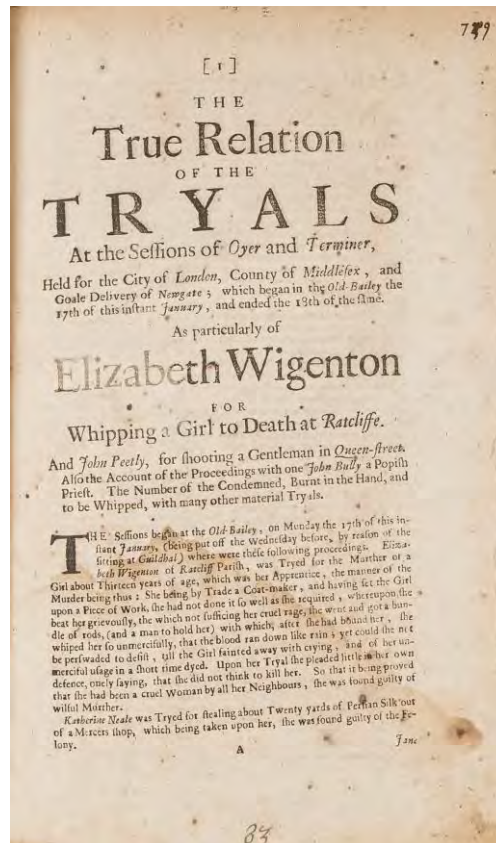 719
[ 1 ]
THE
True Relation
OF THE
TRYALS
At the Seſſions of Oyer and Terminer,
Held for the City of London, County of Middleſex, and
Goale Delivery of Newgate; which began in the Old-Bailey the
17th of this inſtant January, and ended the 18th of the ſame.
As particularly of
Elizabeth Wigenton
FOR
Whipping a Girl to Death at Ratcliffe.
And John Peetly, for ſhooting a Gentleman in Queen-ſtreet.
Alſo the Account of the Proceedings with one John Bully a Popiſh
Prieſt. The Number of the Condemned, Burnt in the Hand, and
to be Whipped, with many other material Tryals.
THE Seſſions began at the Old-Bailey, on Monday the 17th of this in-
ſtant January, (being put off the Wedneſday before, by reaſon of the
ſitting at Guildhal) where were theſe following proceedings. Eliza-
beth Wigenton of Ratcliff Pariſh, was Tryed for the Murther of a
Girl about Thirteen years of age, which was her Apprentice, the manner of the
Murder being thus: She being by Trade a Coat-maker, and having ſet the Girl
upon a Piece of Work, ſhe had not done it ſo well as ſhe required, whereupon ſhe
beat her grievouſly, the which not ſufficing her cruel rage, ſhe went and got a bun-
dle of rods, (and a man to hold her) with which, after ſhe had bound her, ſhe
whiped her ſo unmercifully, that the blood ran down like rain; yet could ſhe not
be perſwaded to deſiſt, till the Girl fainted away with crying, and of her un-
merciful uſage in a ſhort time dyed. Upon her Tryal ſhe pleaded little in her own
defence, onely ſaying, that ſhe did not think to kill her. So that it being proved
that ſhe had been a cruel Woman by all her Neighbours, ſhe was found guilty of
wilful Murther.
Katherine Neale was Tryed for ſtealing about Twenty yards of Perſian Silk out
of a Mercers ſhop, which being taken upon her, ſhe was found guilty of the Fe-
lony.
A
Jane
83